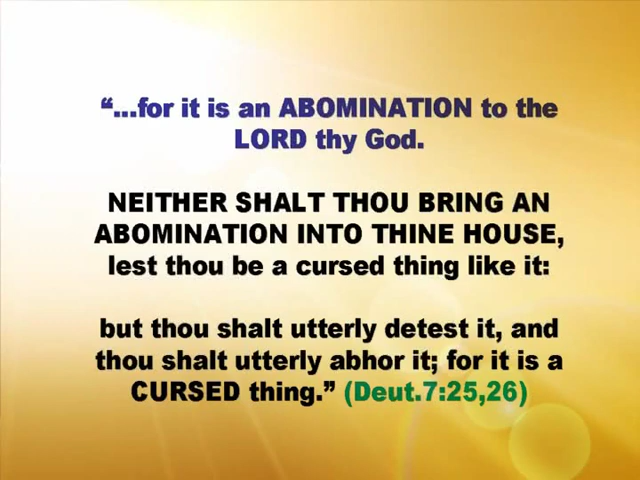 “...for it is an ABOMINATION to the
LORD thy God.
NEITHER SHALT THOU BRING AN
ABOMINATION INTO THINE HOUSE,
lest thou be a cursed thing like it:
but thou shalt utterly detest it, and
thou shalt utterly abhor it; for it is a
CURSED thing.” (Deut.7:25,26)